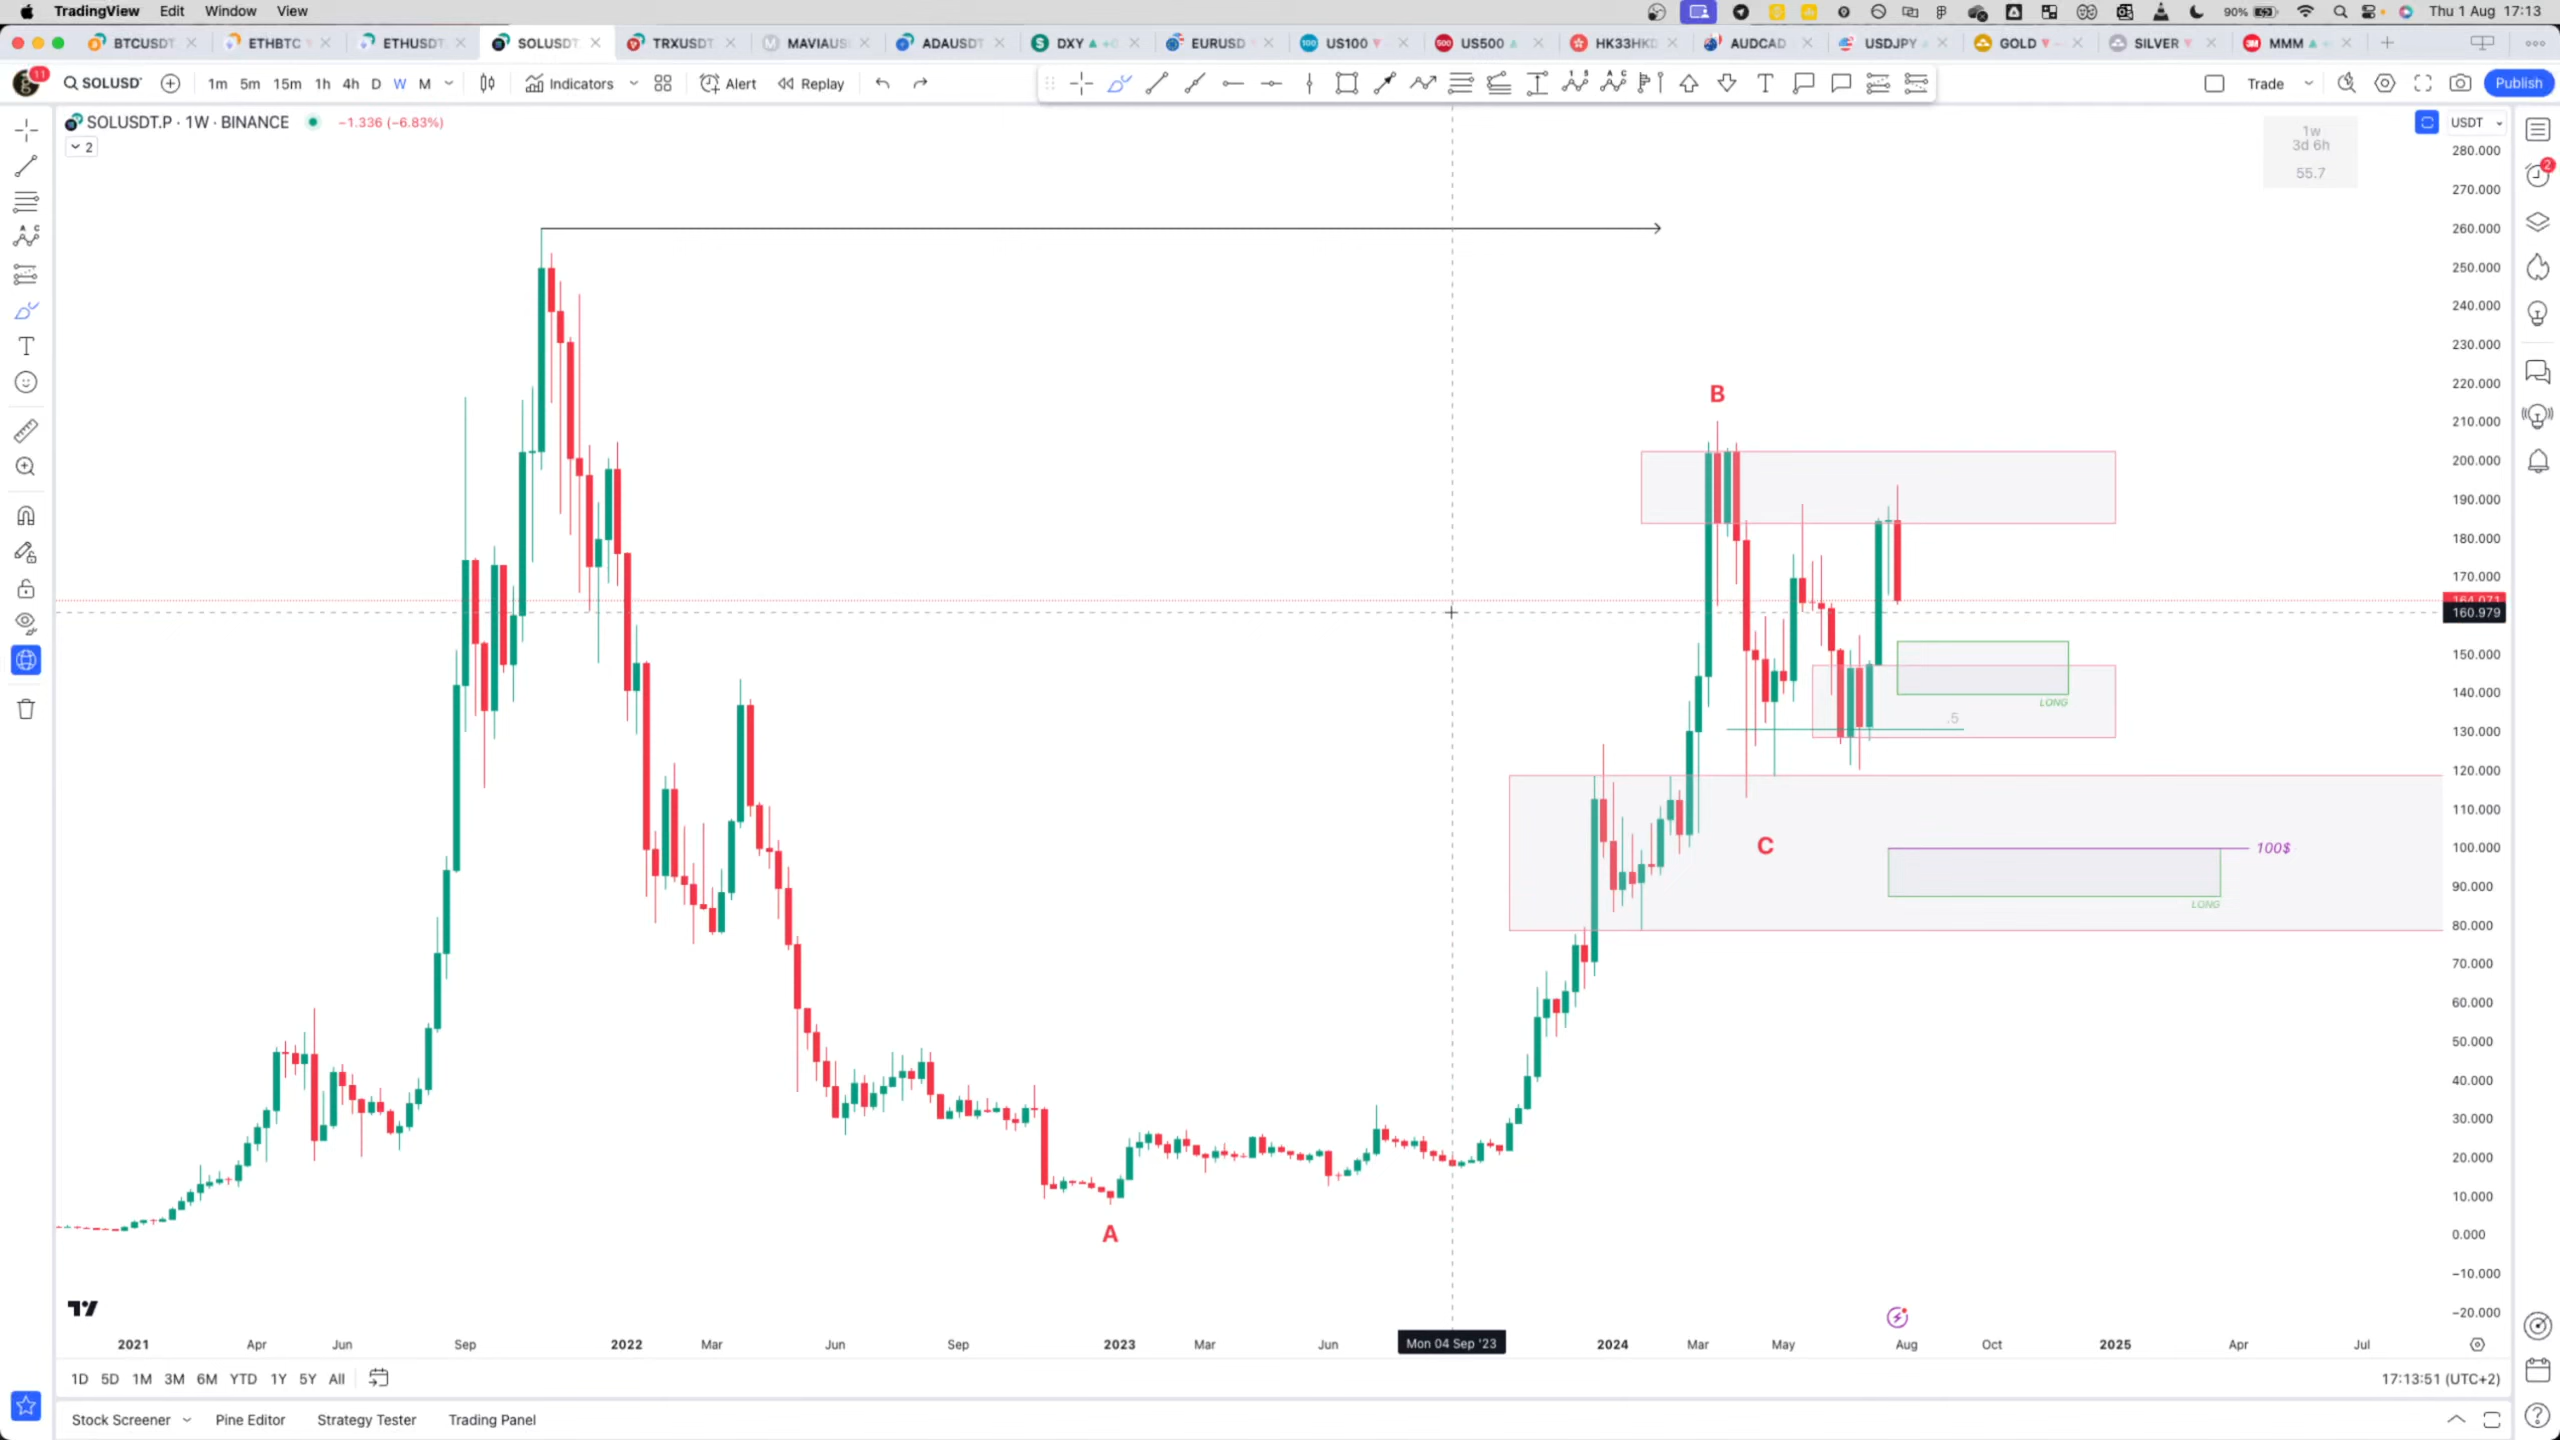 TradingView Edit Window View 90% Thu 1 Aug 17:13
BTCUSDT ETHBTC ETHUSDT SOLUSDT TRXUSDT MAVIAUS ADAUSDT DXY EURUSD 100 US100 500 US500 HK33HKD AUDCAD USDJPY GOLD SILVER MMM
11 SOLUSD 1m 5m 15m 1h 4h D W M Indicators Alert Replay Trade Publish
SOLUSDT.P · 1W · BINANCE −1.336 (−6.83%) USDT
2
1w
3d 6h
55.7
2
280.000
270.000
260.000
250.000
240.000
230.000
220.000
210.000
200.000
190.000
180.000
170.000
164.071
160.979
150.000
140.000
130.000
120.000
110.000
100.000
90.000
80.000
70.000
60.000
50.000
40.000
30.000
20.000
10.000
0.000
−10.000
−20.000
B
LONG
.5
C
100$
LONG
A
2021 Apr Jun Sep 2022 Mar Jun Sep 2023 Mar Jun Mon 04 Sep '23 2024 Mar May Aug Oct 2025 Apr Jul
1D 5D 1M 3M 6M YTD 1Y 5Y All 17:13:51 (UTC+2)
Stock Screener Pine Editor Strategy Tester Trading Panel